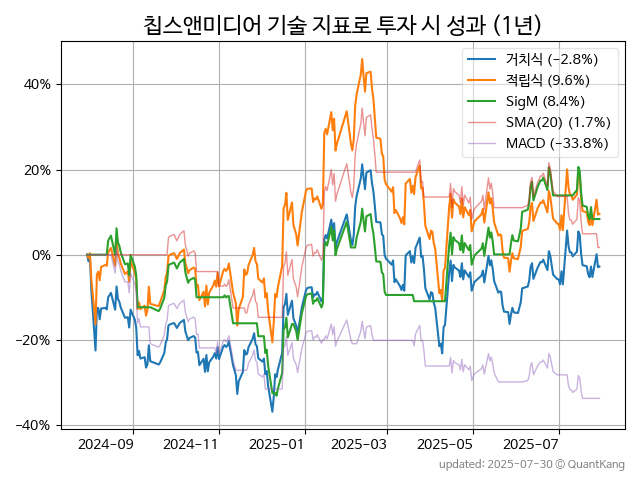 칩스앤미디어 기술 지표로 투자 시 성과 (1년)
거치식 (−2.8%)
적립식 (9.6%)
SigM (8.4%)
SMA(20) (1.7%)
MACD (−33.8%)
40%
20%
0%
−20%
−40%
2024-09 2024-11 2025-01 2025-03 2025-05 2025-07
updated: 2025-07-30 © QuantKang